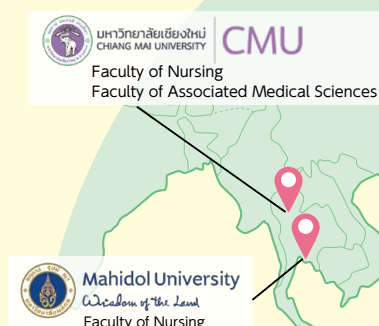 มหาวิทยาลัยเชียงใหม่
CHIANG MAI UNIVERSITY
CMU
Faculty of Nursing
Faculty of Associated Medical Sciences
Mahidol University
Wisdom of the Land
Faculty of Nursing